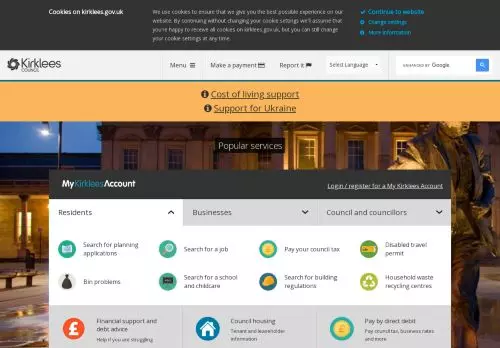 Cookies on kirklees.gov.uk
We use cookies to ensure that we give you the best possible experience on our
website. By continuing without changing your cookie settings we'll assume that
you're happy to receive all cookies on kirklees.gov.uk, but you can still change
your cookie settings at any time.
Continue to website
Change settings
More information
Kirklees
COUNCIL
Menu
Make a payment
Report it
Select Language
ENHANCED BY Google
Cost of living support
Support for Ukraine
Popular services
MyKirkleesAccount
Login / register for a My Kirklees Account
Residents
Businesses
Council and councillors
Search for planning
applications
Search for a job
Pay your council tax
Disabled travel
permit
Bin problems
Search for a school
and childcare
Search for building
regulations
Household waste
recycling centres
Financial support and
debt advice
Help if you are struggling
Council housing
Tenant and leaseholder
information
Pay by direct debit
Pay council tax, business rates
and more